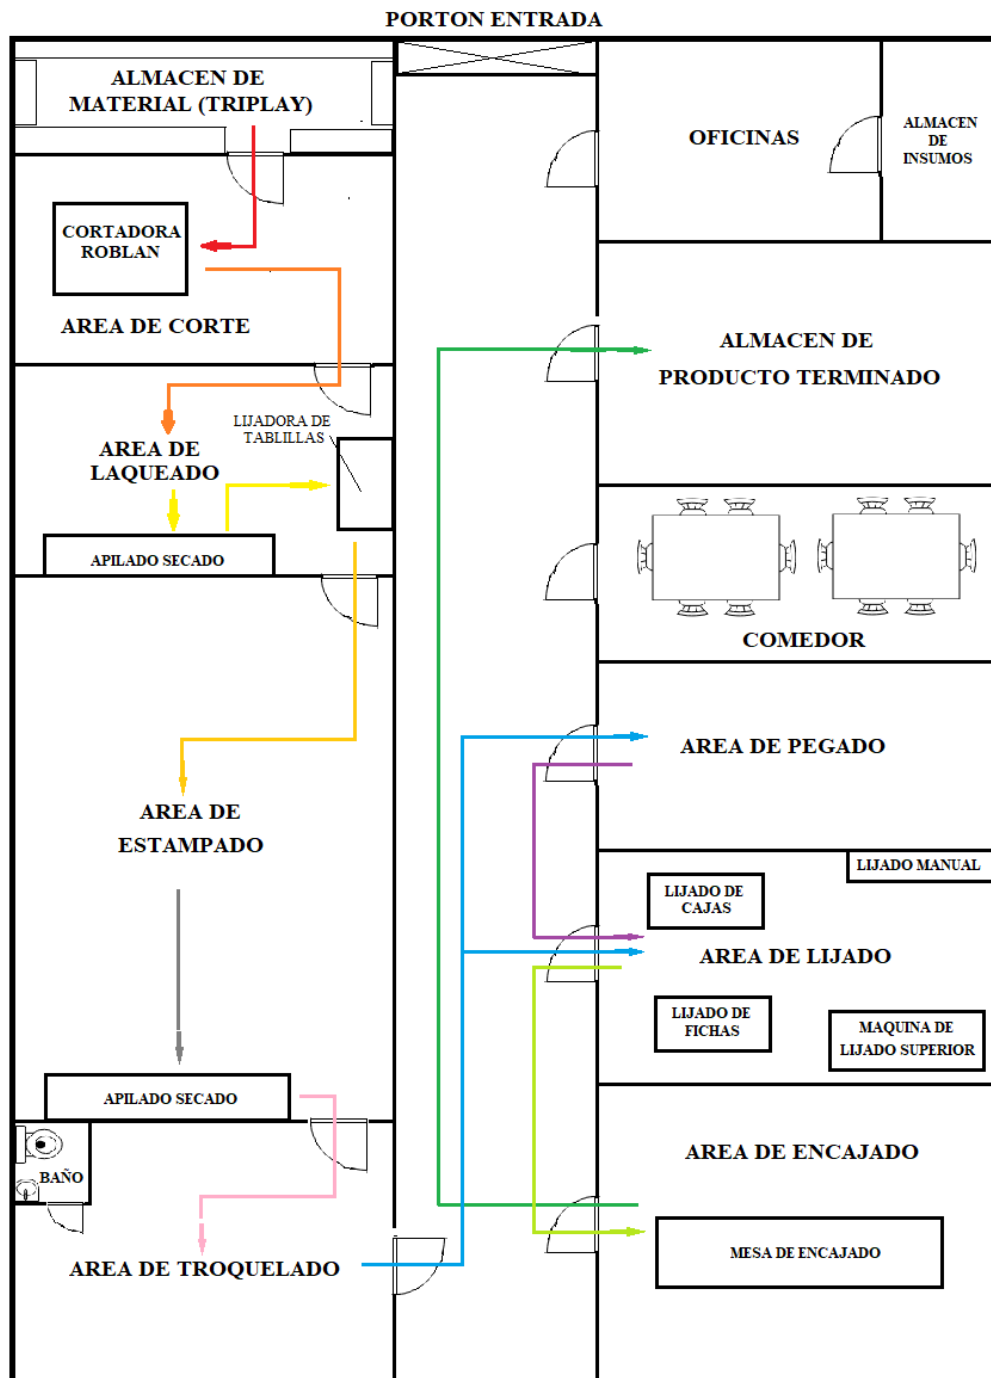 PORTON ENTRADA
ALMACEN DE
MATERIAL (TRIPLAY)
OFICINAS
ALMACEN
DE
INSUMOS
CORTADORA
ROBLAN
AREA DE CORTE
ALMACEN DE
PRODUCTO TERMINADO
LIJADORA DE
TABLILLAS
AREA DE
LAQUEADO
APILADO SECADO
COMEDOR
AREA DE PEGADO
AREA DE
ESTAMPADO
LIJADO MANUAL
LIJADO DE
CAJAS
AREA DE LIJADO
LIJADO DE
FICHAS
MAQUINA DE
LIJADO SUPERIOR
APILADO SECADO
BAÑO
AREA DE ENCAJADO
MESA DE ENCAJADO
AREA DE TROQUELADO